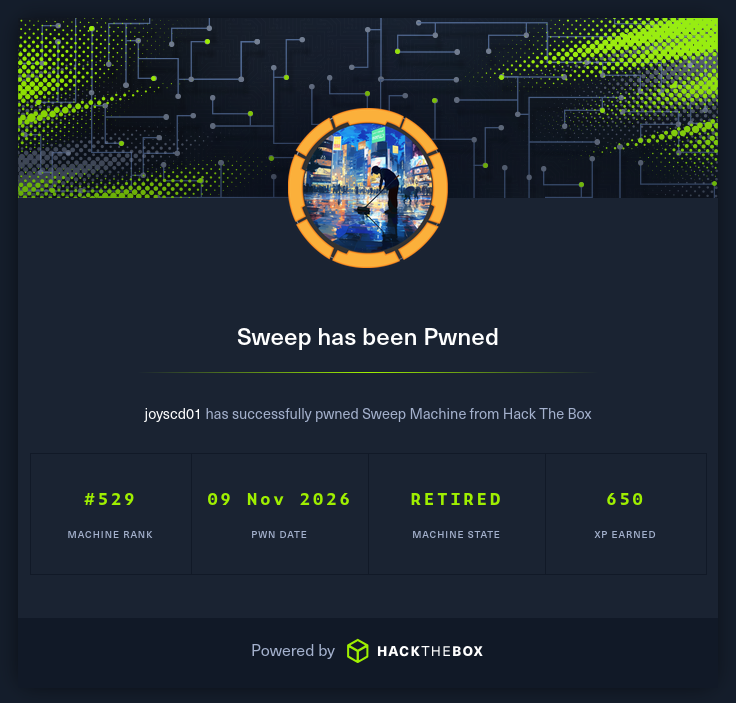 Sweep has been Pwned
joyscd01 has successfully pwned Sweep Machine from Hack The Box
#529
MACHINE RANK
09 Nov 2026
PWN DATE
RETIRED
MACHINE STATE
650
XP EARNED
Powered by HACKTHEBOX